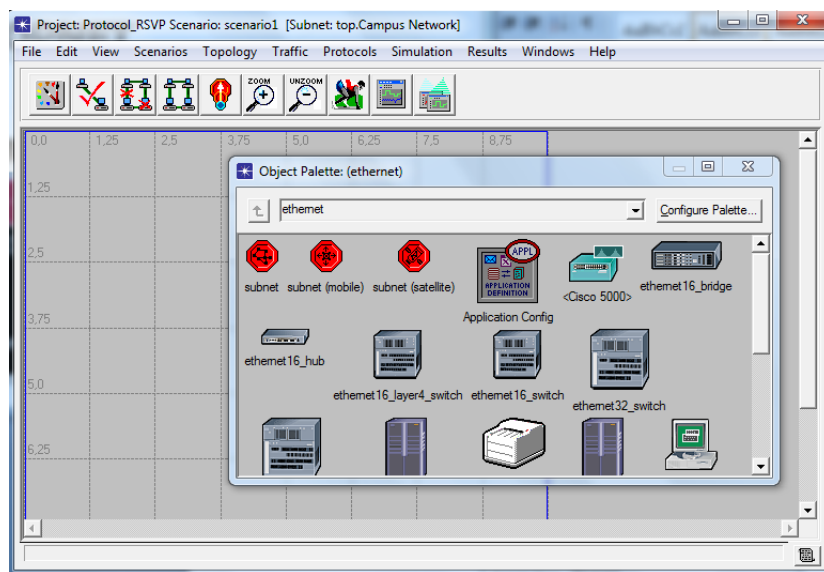 Project: Protocol_RSVP Scenario: scenario1 [Subnet: top.Campus Network]
File Edit View Scenarios Topology Traffic Protocols Simulation Results Windows Help
ZOOM UNZOOM
0,0 1,25 2,5 3,75 5,0 6,25 7,5 8,75
1,25
2,5
3,75
5,0
6,25
Object Palette: (ethernet)
ethernet Configure Palette...
APPL
APPLICATION
DEFINITION
subnet subnet (mobile) subnet (satellite) Application Config <Cisco 5000> ethernet16_bridge
ethernet16_hub ethernet16_layer4_switch ethernet16_switch ethernet32_switch